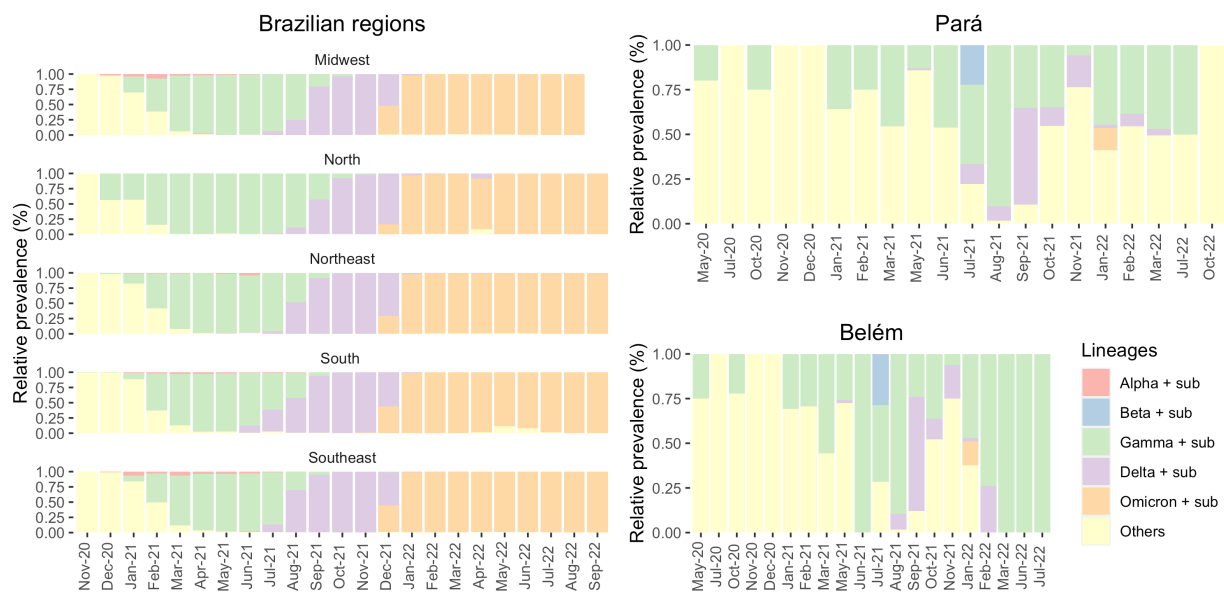 Brazilian regions
Relative prevalence (%)
Midwest
1.00
0.75
0.50
0.25
0.00
North
1.00
0.75
0.50
0.25
0.00
Northeast
1.00
0.75
0.50
0.25
0.00
South
1.00
0.75
0.50
0.25
0.00
Southeast
1.00
0.75
0.50
0.25
0.00
Nov-20 Dec-20 Jan-21 Feb-21 Mar-21 Apr-21 May-21 Jun-21 Jul-21 Aug-21 Sep-21 Oct-21 Nov-21 Dec-21 Jan-22 Feb-22 Mar-22 Apr-22 May-22 Jun-22 Jul-22 Aug-22 Sep-22
Pará
Relative prevalence (%)
1.00
0.75
0.50
0.25
0.00
May-20 Jul-20 Oct-20 Nov-20 Dec-20 Jan-21 Feb-21 Mar-21 May-21 Jun-21 Jul-21 Aug-21 Sep-21 Oct-21 Nov-21 Jan-22 Feb-22 Mar-22 Jul-22 Oct-22
Belém
Relative prevalence (%)
1.00
0.75
0.50
0.25
0.00
May-20 Jul-20 Oct-20 Nov-20 Dec-20 Jan-21 Feb-21 Mar-21 May-21 Jun-21 Jul-21 Aug-21 Sep-21 Oct-21 Nov-21 Jan-22 Feb-22 Mar-22 Jun-22 Jul-22
Lineages
Alpha + sub
Beta + sub
Gamma + sub
Delta + sub
Omicron + sub
Others